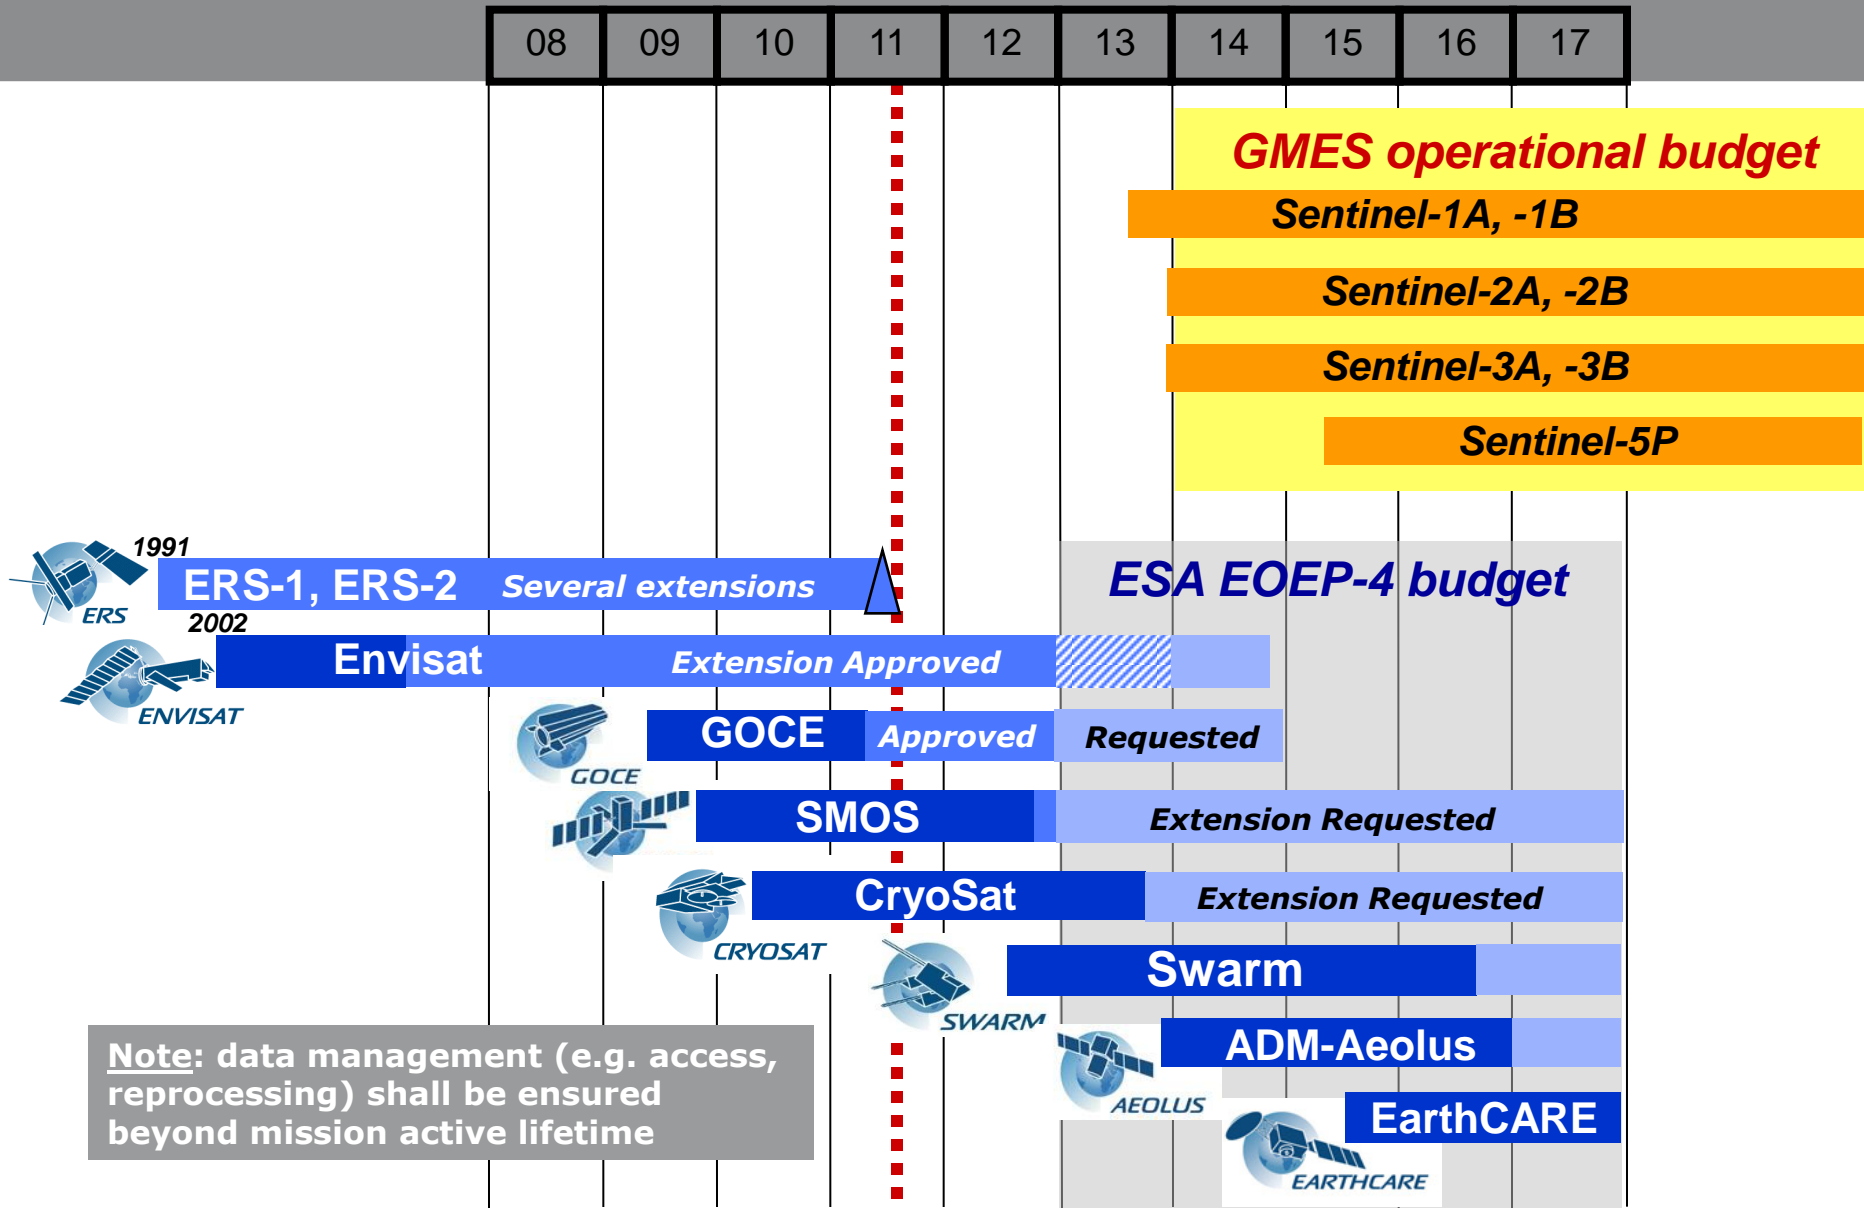 08 09 10 11 12 13 14 15 16 17
GMES operational budget
Sentinel-1A, -1B
Sentinel-2A, -2B
Sentinel-3A, -3B
Sentinel-5P
1991
ERS
ERS-1, ERS-2 Several extensions
ESA EOEP-4 budget
2002
ENVISAT
Envisat Extension Approved
GOCE
GOCE Approved Requested
SMOS Extension Requested
CRYOSAT
CryoSat Extension Requested
SWARM
Swarm
AEOLUS
ADM-Aeolus
EARTHCARE
EarthCARE
Note: data management (e.g. access,
reprocessing) shall be ensured
beyond mission active lifetime